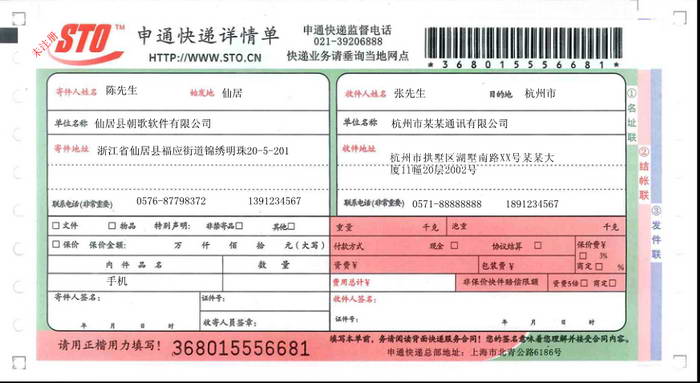 未注册
STO™
申通快递详情单
HTTP://WWW.STO.CN
申通快递监督电话
021-39206888
快递业务请垂询当地网点
*368015556681*
寄件人姓名 陈先生 始发地 仙居
收件人姓名 张先生 目的地 杭州市
单位名称 仙居县朝歌软件有限公司
单位名称 杭州市某某通讯有限公司
寄件地址 浙江省仙居县福应街道锦绣明珠20-5-201
收件地址 杭州市拱墅区湖墅南路XX号某某大
厦11幢20层2002号
联系电话(非常重要) 0576-87798372 1391234567
联系电话(非常重要) 0571-88888888 1891234567
①名址联
②结帐联
③发件联
□文件 □物品 特别声明: 非禁寄品□ 其他□
□保价 保价金额: 万 仟 佰 拾 元(大写)
内件品名 数量
手机
重量 千克 泡重 千克
付款方式 现金 □ 协议结算 □ 保价费¥
□ 3%
资费¥ 包装费¥ 商定 □ %
费用总计¥ 非保价快件赔偿限额 资费5倍□ 商定□
寄件人签名: 证件号:
年 月 日 收寄人员签章:
收件人签名: 证件号:
年 月 日 年 月 日
请用正楷用力填写! 368015556681
填写本单前,务请阅读背面快递服务合同!您的签名意味着您理解并接受合同内容。
申通快递总部地址:上海市北青公路6186号